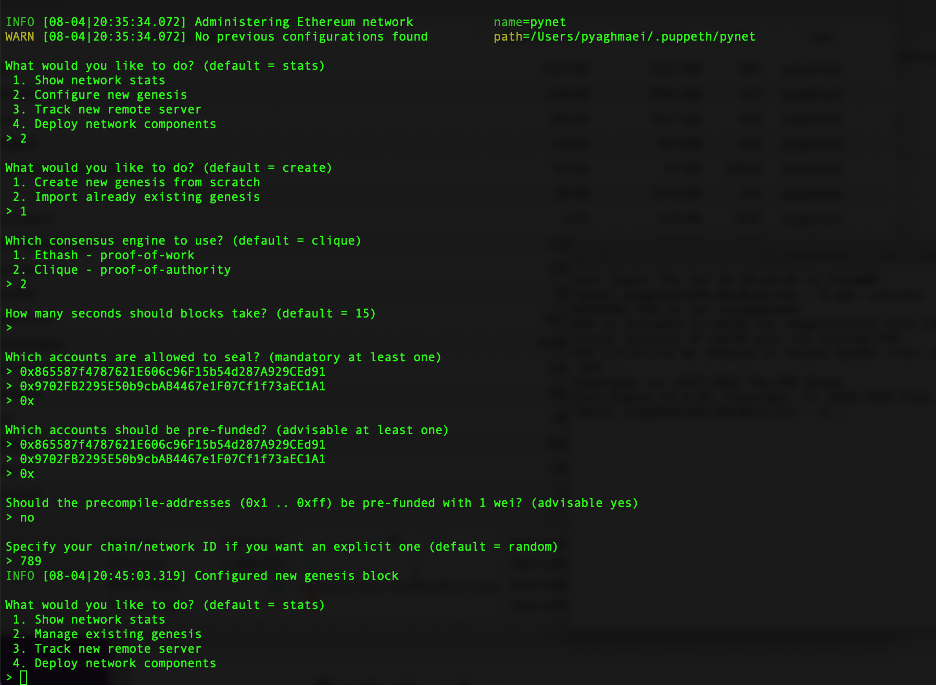 INFO [08-04|20:35:34.072] Administering Ethereum network name=pynet
WARN [08-04|20:35:34.072] No previous configurations found path=/Users/pyaghmaei/.puppeth/pynet
What would you like to do? (default = stats)
1. Show network stats
2. Configure new genesis
3. Track new remote server
4. Deploy network components
> 2
What would you like to do? (default = create)
1. Create new genesis from scratch
2. Import already existing genesis
> 1
Which consensus engine to use? (default = clique)
1. Ethash - proof-of-work
2. Clique - proof-of-authority
> 2
How many seconds should blocks take? (default = 15)
>
Which accounts are allowed to seal? (mandatory at least one)
> 0x865587f4787621E606c96F15b54d287A929CEd91
> 0x9702FB2295E50b9cbAB4467e1F07Cf1f73aEC1A1
> 0x
Which accounts should be pre-funded? (advisable at least one)
> 0x865587f4787621E606c96F15b54d287A929CEd91
> 0x9702FB2295E50b9cbAB4467e1F07Cf1f73aEC1A1
> 0x
Should the precompile-addresses (0x1 .. 0xff) be pre-funded with 1 wei? (advisable yes)
> no
Specify your chain/network ID if you want an explicit one (default = random)
> 789
INFO [08-04|20:45:03.319] Configured new genesis block
What would you like to do? (default = stats)
1. Show network stats
2. Manage existing genesis
3. Track new remote server
4. Deploy network components
>